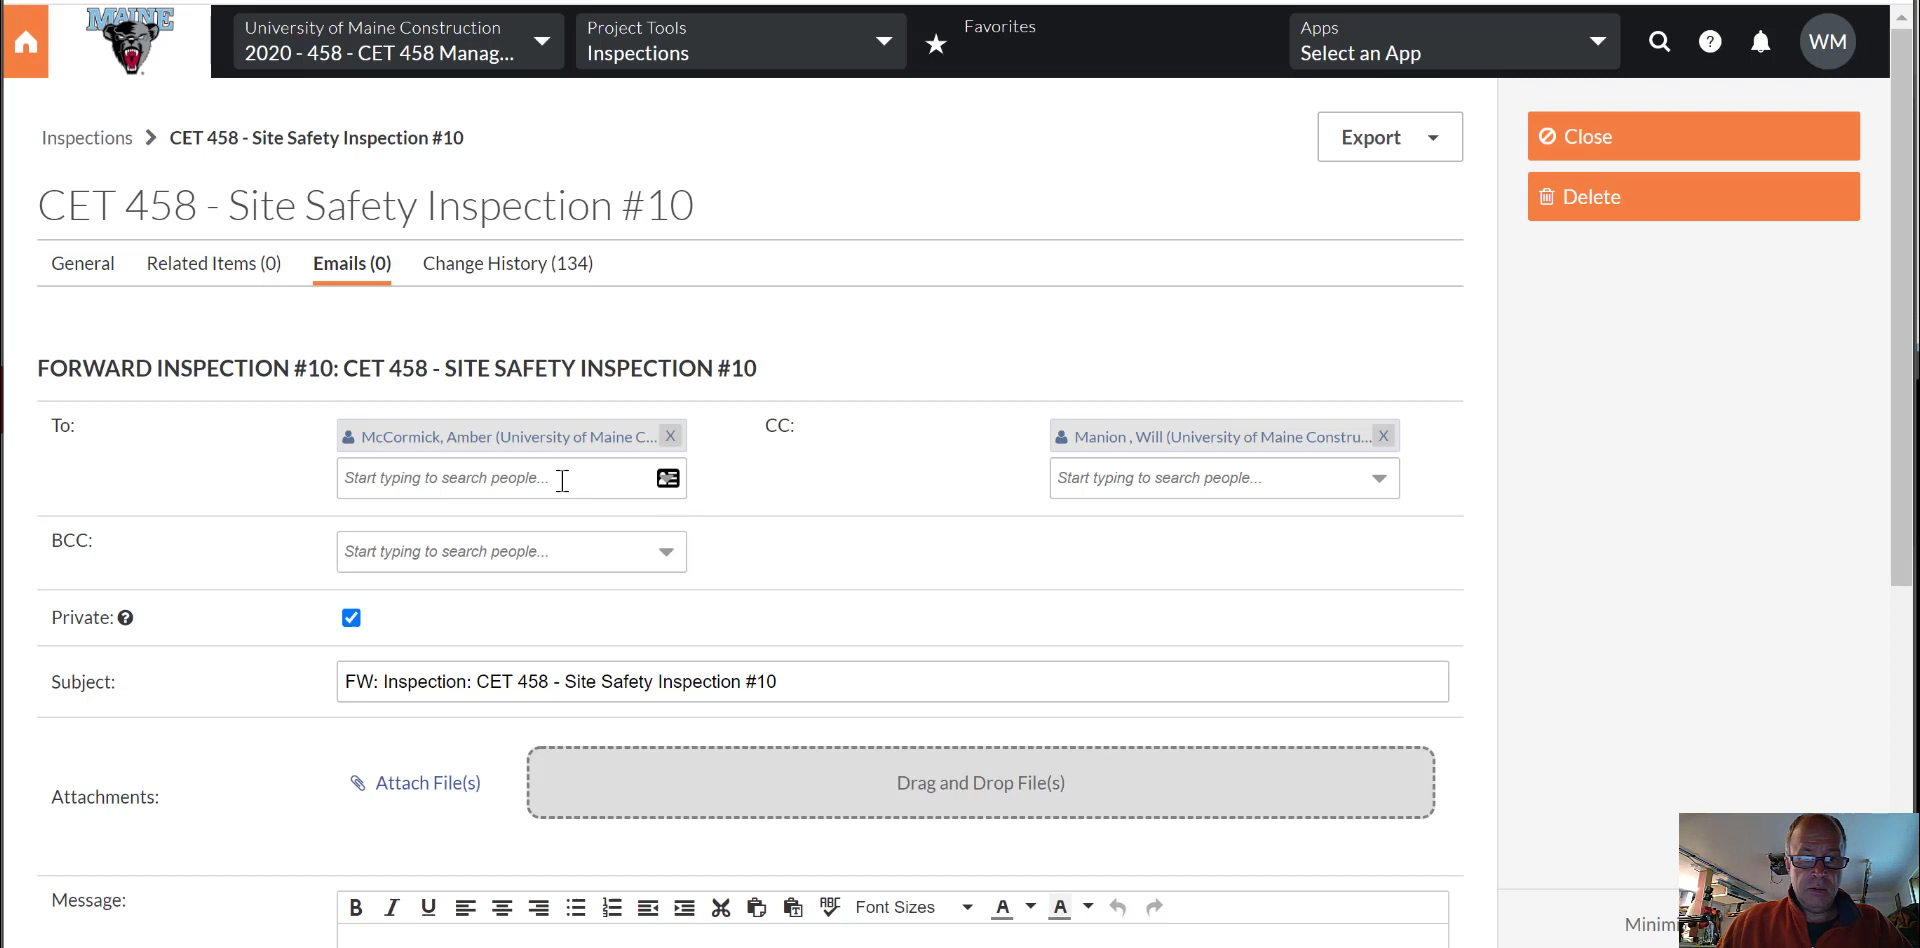 MAINE
University of Maine Construction
2020 - 458 - CET 458 Manag...
Project Tools
Inspections
Favorites
Apps
Select an App
?
WM
Inspections
CET 458 - Site Safety Inspection #10
Export
Close
Delete
CET 458 - Site Safety Inspection #10
General
Related Items (0)
Emails (0)
Change History (134)
FORWARD INSPECTION #10: CET 458 - SITE SAFETY INSPECTION #10
To:
McCormick, Amber (University of Maine C... X
Start typing to search people...
CC:
Manion , Will (University of Maine Constru... X
Start typing to search people...
BCC:
Start typing to search people...
Private: ?
Subject:
FW: Inspection: CET 458 - Site Safety Inspection #10
Attachments:
Attach File(s)
Drag and Drop File(s)
Message:
B I U ABC Font Sizes A A
Minimi